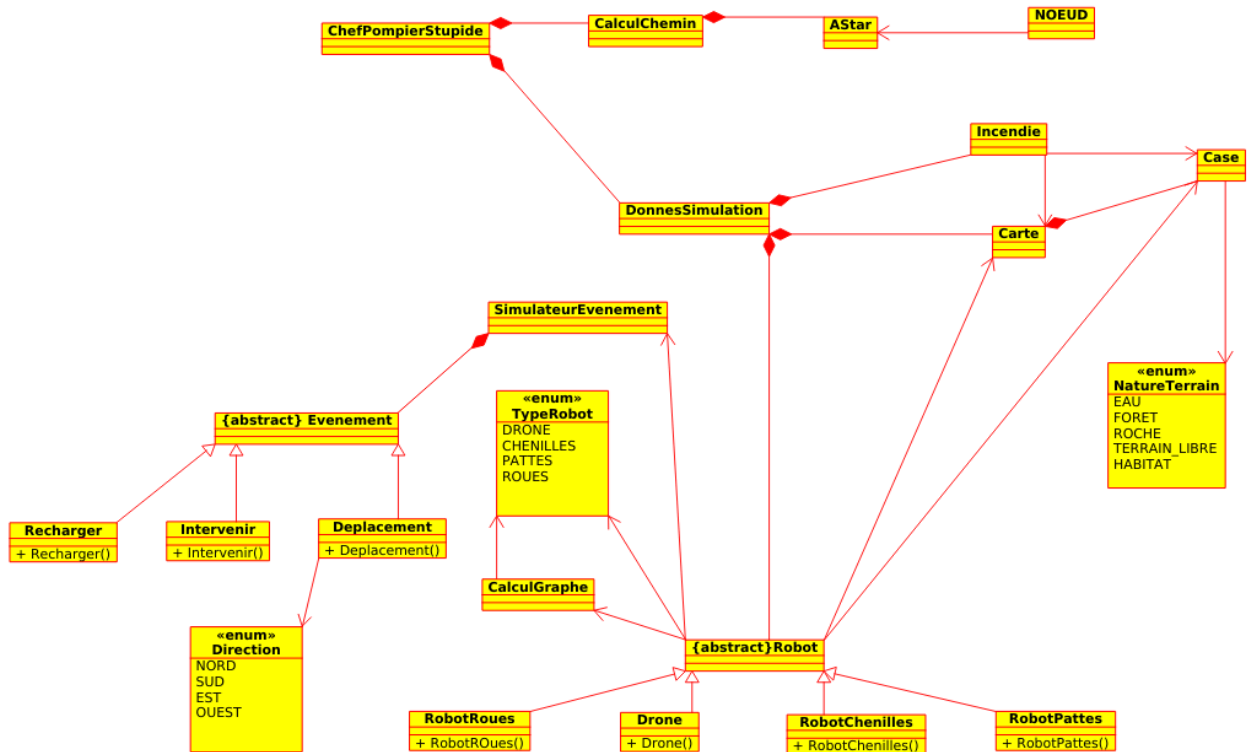 ChefPompierStupide
CalculChemin
AStar
NOEUD
Incendie
Case
DonnesSimulation
Carte
SimulateurEvenement
«enum»
NatureTerrain
EAU
FORET
ROCHE
TERRAIN_LIBRE
HABITAT
«enum»
TypeRobot
DRONE
CHENILLES
PATTES
ROUES
{abstract} Evenement
Recharger
+ Recharger()
Intervenir
+ Intervenir()
Deplacement
+ Deplacement()
CalculGraphe
«enum»
Direction
NORD
SUD
EST
OUEST
{abstract}Robot
RobotRoues
+ RobotROues()
Drone
+ Drone()
RobotChenilles
+ RobotChenilles()
RobotPattes
+ RobotPattes()